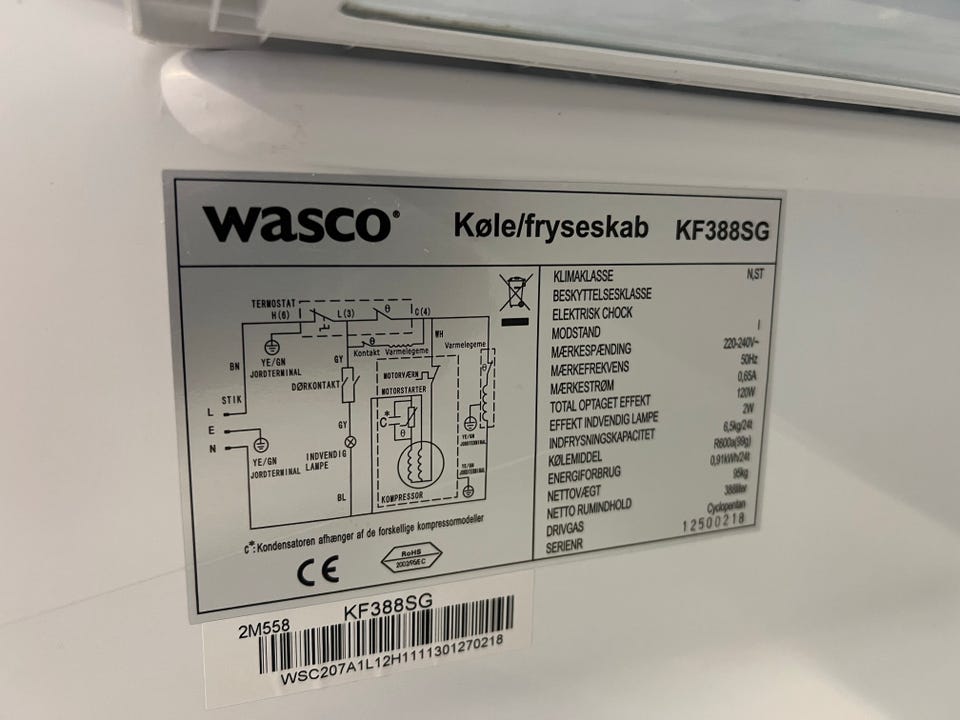 wasco®
Køle/fryseskab KF388SG
TERMOSTAT
H(6) L(3) θ C(4)
WH
YE/GN
JORDTERMINAL
GY
Kontakt θ Varmelegeme
Varmelegeme
BN
DØRKONTAKT
MOTORVÆRN
MOTORSTARTER
STIK
L
E
N
C*
θ
GY
YE/GN
JORDTERMINAL
INDVENDIG
LAMPE
YE/GN
JORDTERMINAL
YE/GN
JORDTERMINAL
BL
KOMPRESSOR
C*:Kondensatoren afhænger af de forskellige kompressormodeller
CE
RoHS
2002/95/EC
KLIMAKLASSE N,ST
BESKYTTELSESKLASSE
ELEKTRISK CHOCK
MODSTAND I
MÆRKESPÆNDING 220-240V~
MÆRKEFREKVENS 50Hz
MÆRKESTRØM 0,65A
TOTAL OPTAGET EFFEKT 120W
EFFEKT INDVENDIG LAMPE 2W
INDFRYSNINGSKAPACITET 6,5kg/24t
KØLEMIDDEL R600a(99g)
ENERGIFORBRUG 0,91kWh/24t
NETTOVÆGT 95kg
NETTO RUMINDHOLD 388liter
DRIVGAS Cyclopentan
SERIENR 12500218
2M558 KF388SG
WSC207A1L12H1111301270218